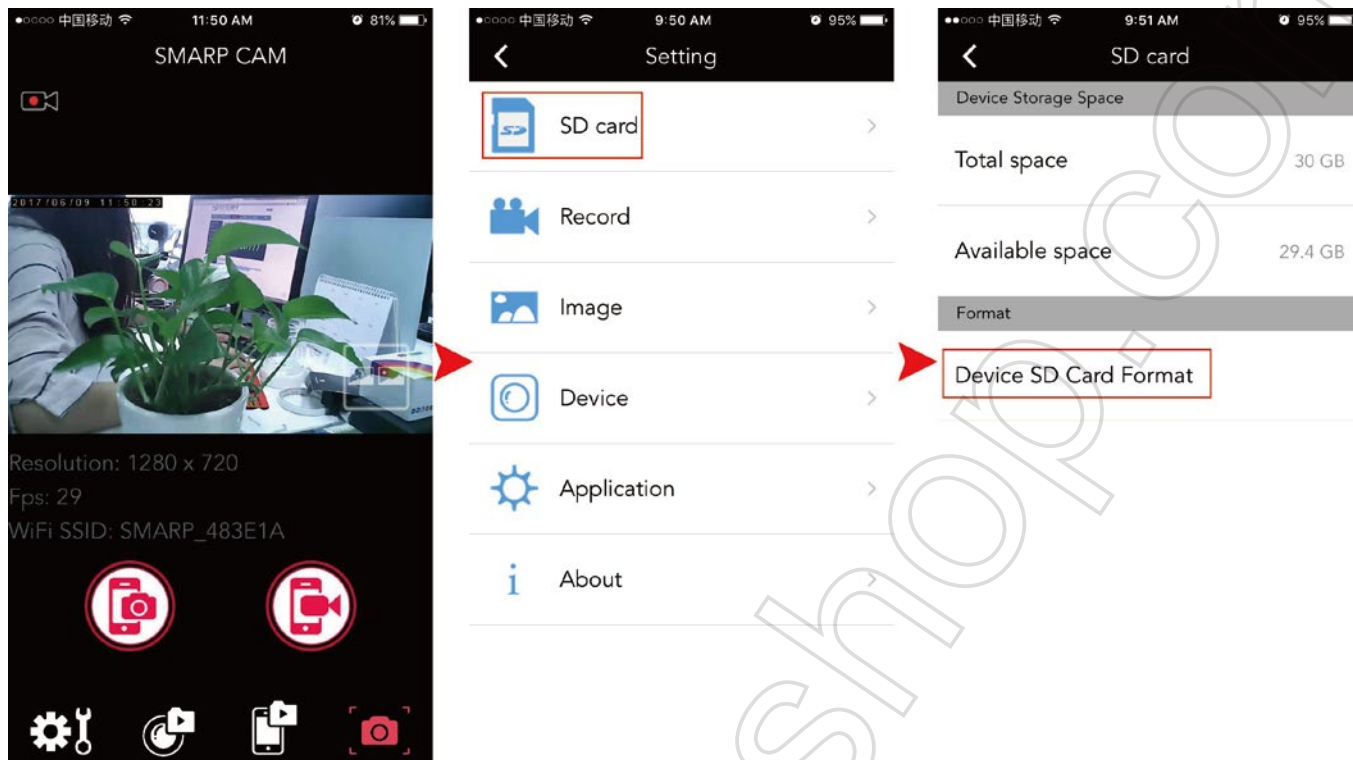 中国移动 11:50 AM 81%
SMARP CAM
2017/06/09 11:50:23
Resolution: 1280 x 720
Fps: 29
WiFi SSID: SMARP_483E1A
中国移动 9:50 AM 95%
Setting
SD card
Record
Image
Device
Application
i About
中国移动 9:51 AM 95%
SD card
Device Storage Space
Total space 30 GB
Available space 29.4 GB
Format
Device SD Card Format
shop.com